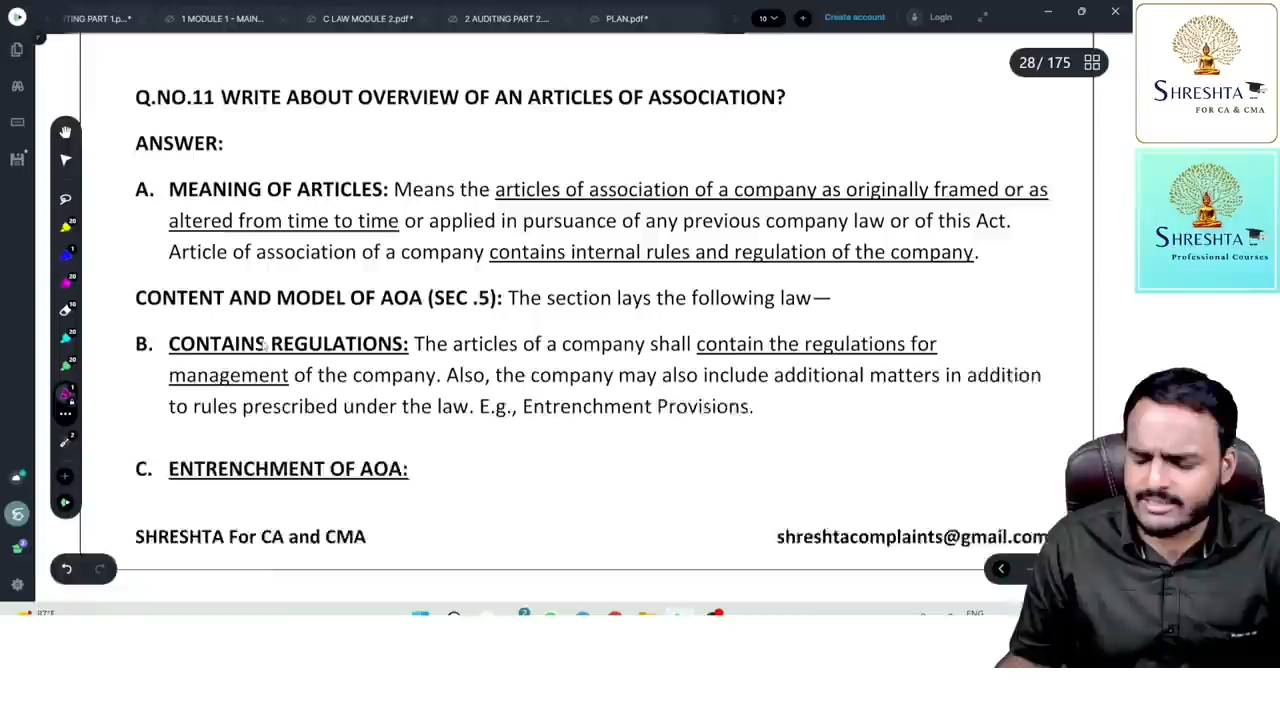 ITING PART 1.p...*
1 MODULE 1 - MAIN...
C LAW MODULE 2.pdf*
2 AUDITING PART 2....
PLAN.pdf*
10
Create account
Login
28/ 175
SHRESHTA
FOR CA & CMA
SHRESHTA
Professional Courses
Q.NO.11 WRITE ABOUT OVERVIEW OF AN ARTICLES OF ASSOCIATION?
ANSWER:
A. MEANING OF ARTICLES: Means the articles of association of a company as originally framed or as
altered from time to time or applied in pursuance of any previous company law or of this Act.
Article of association of a company contains internal rules and regulation of the company.
CONTENT AND MODEL OF AOA (SEC .5): The section lays the following law—
B. CONTAINS REGULATIONS: The articles of a company shall contain the regulations for
management of the company. Also, the company may also include additional matters in addition
to rules prescribed under the law. E.g., Entrenchment Provisions.
C. ENTRENCHMENT OF AOA:
SHRESHTA For CA and CMA
shreshtacomplaints@gmail.com
87°F
ENG